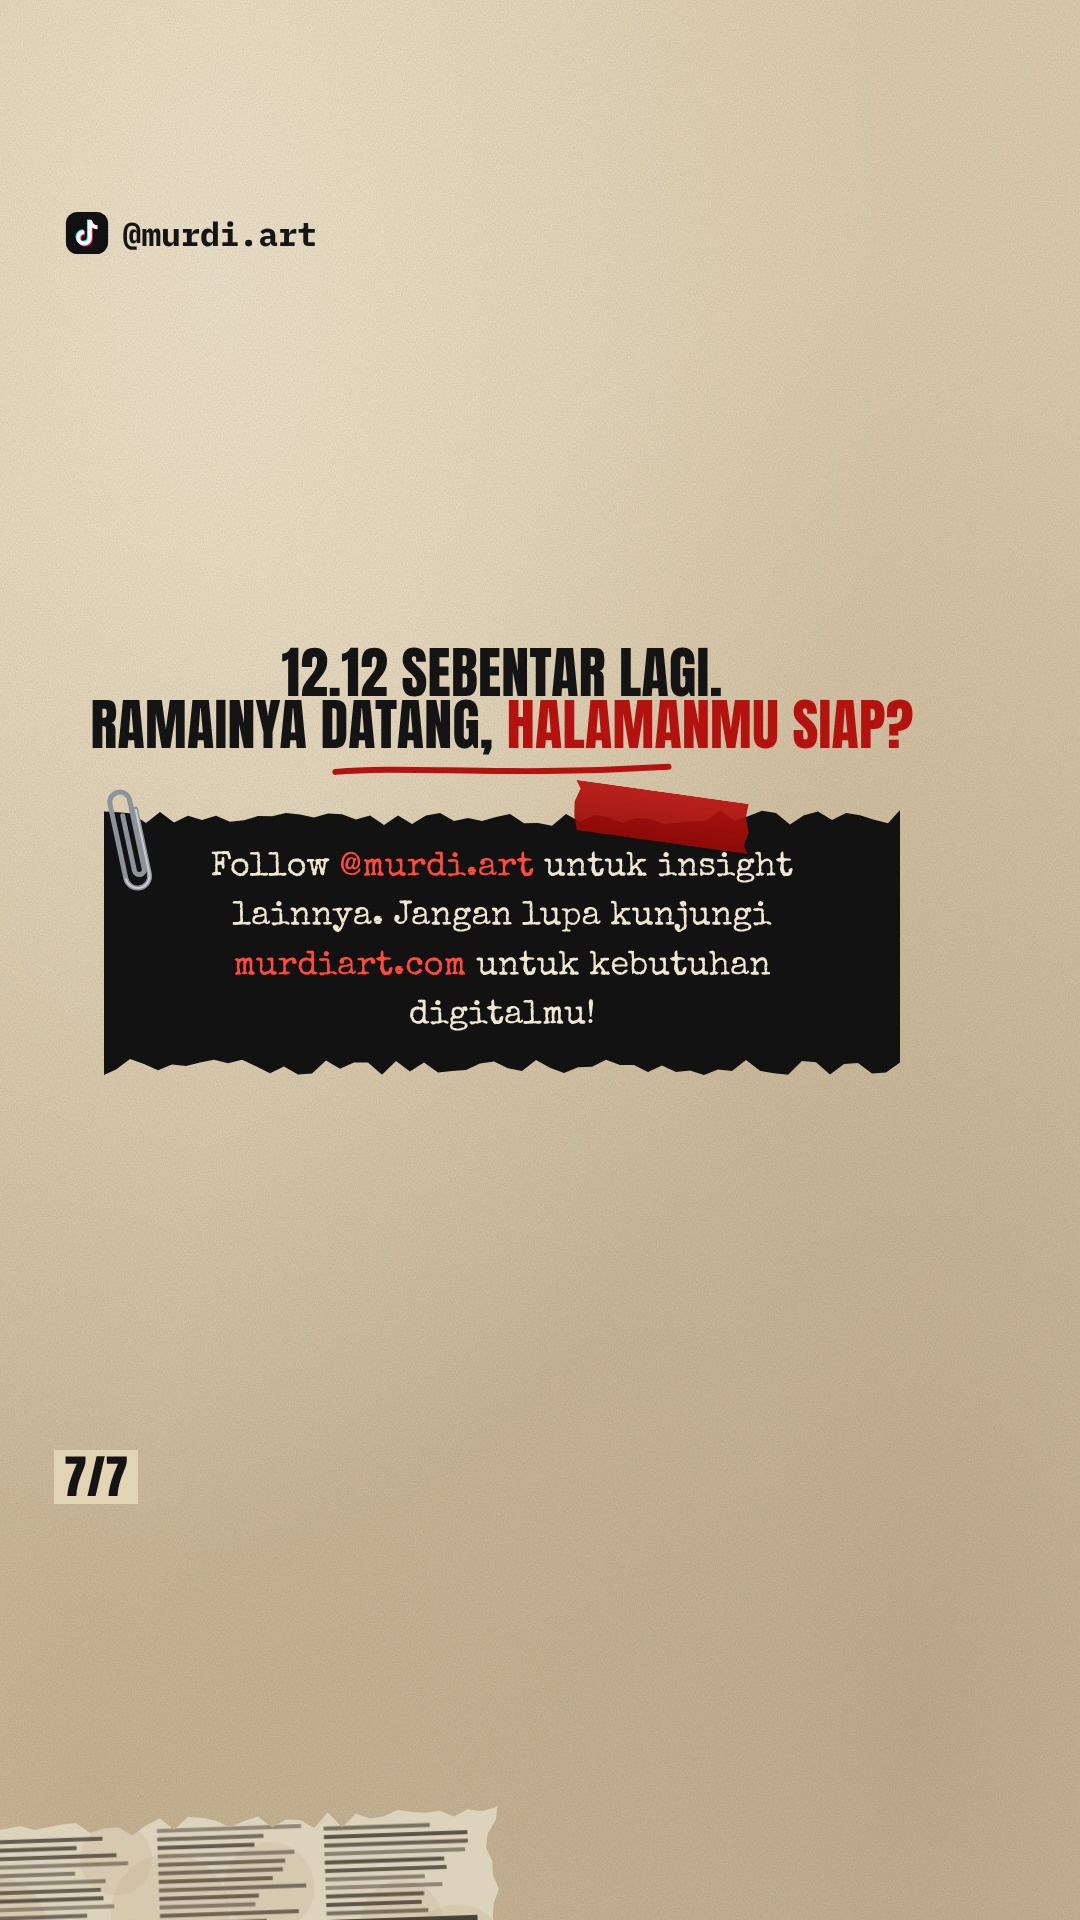 @murdi.art
12.12 SEBENTAR LAGI.
RAMAINYA DATANG, HALAMANMU SIAP?
Follow @murdi.art untuk insight
lainnya. Jangan lupa kunjungi
murdiart.com untuk kebutuhan
digitalmu!
7/7